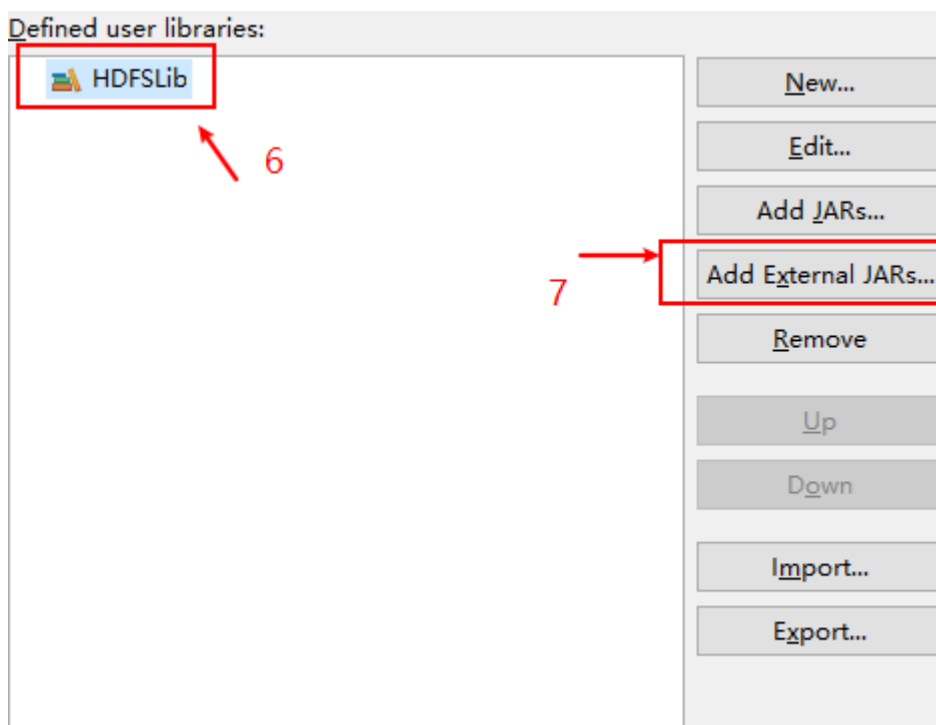 Defined user libraries:
HDFSLib
6
7
New...
Edit...
Add JARs...
Add External JARs...
Remove
Up
Down
Import...
Export...